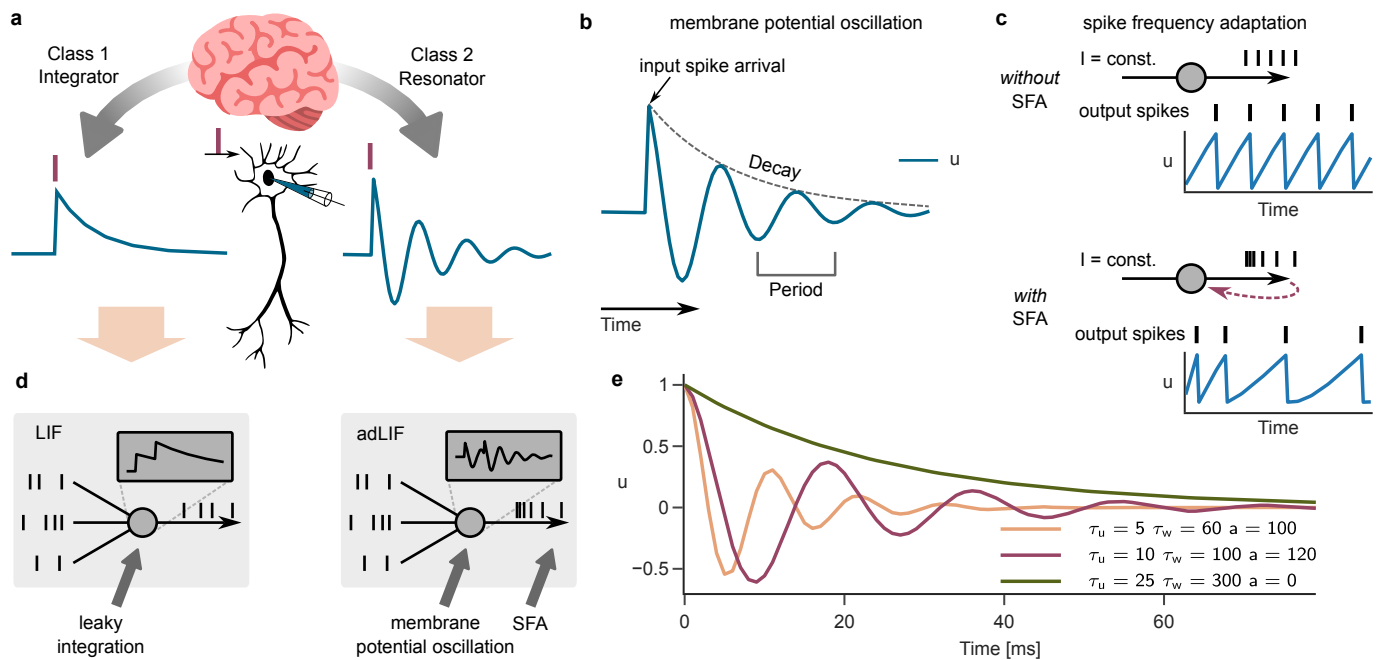 a
Class 1
Integrator
Class 2
Resonator
b
membrane potential oscillation
input spike arrival
Decay
u
Period
Time
c
spike frequency adaptation
without
SFA
I = const.
output spikes
u
Time
with
SFA
I = const.
output spikes
u
Time
d
LIF
leaky
integration
adLIF
membrane
potential oscillation
SFA
e
1
0.5
0
−0.5
u
0
20
40
60
Time [ms]
τu = 5 τw = 60 a = 100
τu = 10 τw = 100 a = 120
τu = 25 τw = 300 a = 0